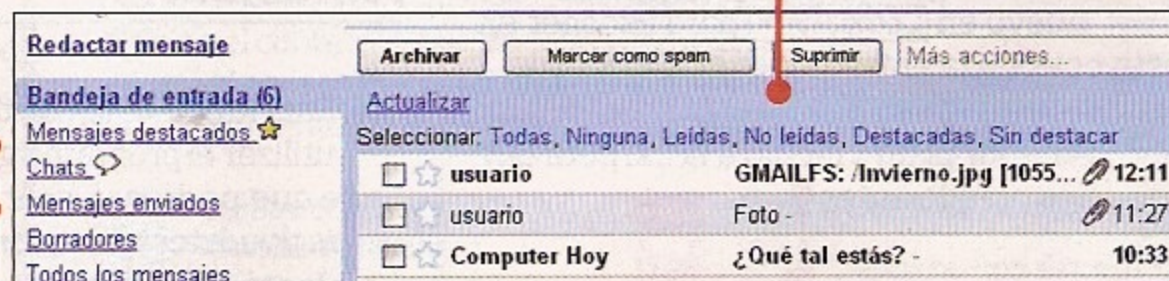 Redactar mensaje
Archivar Marcar como spam Suprimir Más acciones...
Bandeja de entrada (6)
Actualizar
Mensajes destacados
Seleccionar: Todas, Ninguna, Leídas, No leídas, Destacadas, Sin destacar
Chats
usuario GMAILFS: /Invierno.jpg [1055... 12:11
Mensajes enviados
usuario Foto - 11:27
Borradores
Computer Hoy ¿Qué tal estás? - 10:33
Todos los mensajes